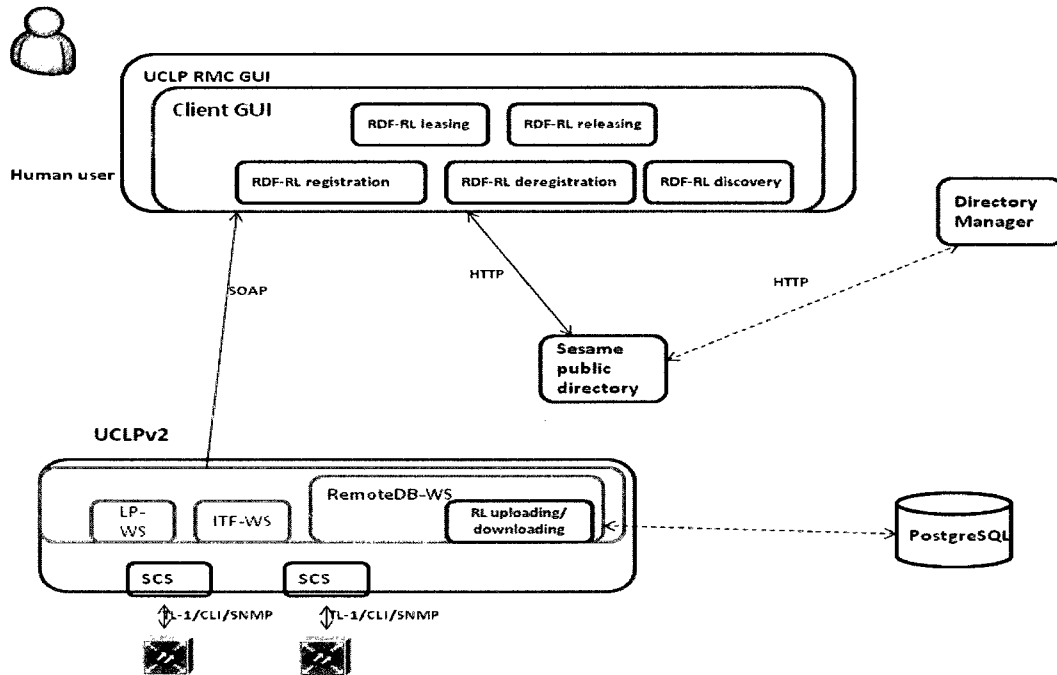 UCLP RMC GUI
Client GUI
RDF-RL leasing
RDF-RL releasing
Human user
RDF-RL registration
RDF-RL deregistration
RDF-RL discovery
Directory
Manager
SOAP
HTTP
HTTP
Sesame
public
directory
UCLPv2
RemoteDB-WS
LP-
WS
ITF-WS
RL uploading/
downloading
PostgreSQL
SCS
SCS
TL-1/CLI/SNMP
TL-1/CLI/SNMP